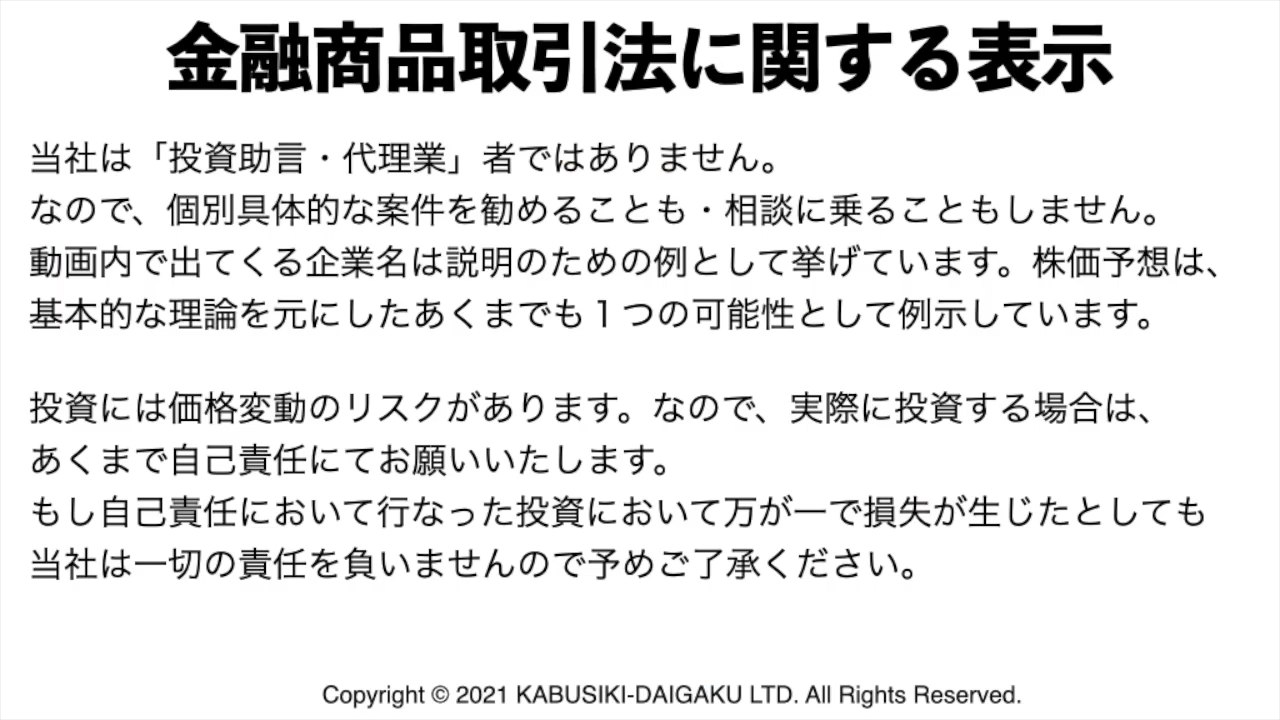 金融商品取引法に関する表示
当社は「投資助言・代理業」者ではありません。
なので、個別具体的な案件を勧めることも・相談に乗ることもしません。
動画内で出てくる企業名は説明のための例として挙げています。株価予想は、
基本的な理論を元にしたあくまでも１つの可能性として例示しています。
投資には価格変動のリスクがあります。なので、実際に投資する場合は、
あくまで自己責任にてお願いいたします。
もし自己責任において行なった投資において万が一で損失が生じたとしても
当社は一切の責任を負いませんので予めご了承ください。
Copyright © 2021 KABUSIKI-DAIGAKU LTD. All Rights Reserved.